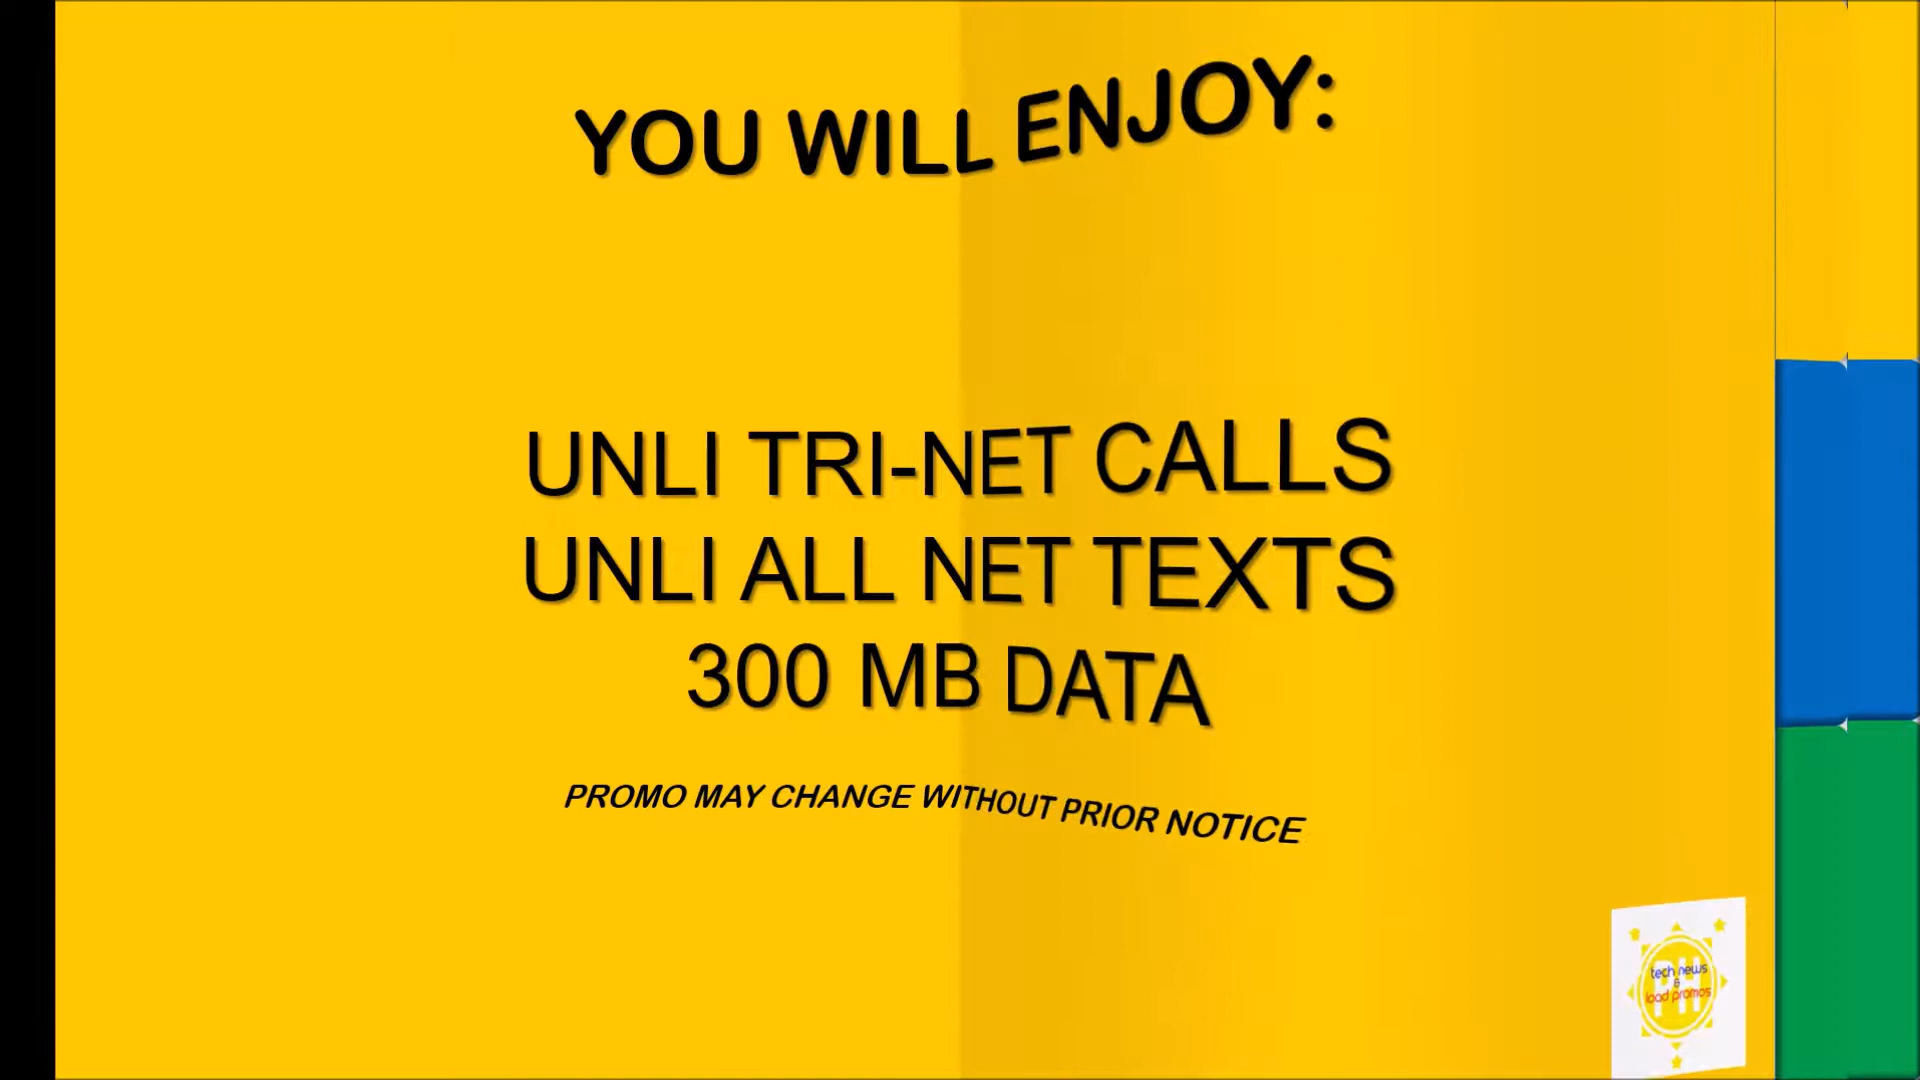 YOU WILL ENJOY:
UNLI TRI-NET CALLS
UNLI ALL NET TEXTS
300 MB DATA
PROMO MAY CHANGE WITHOUT PRIOR NOTICE
PH
tech news
&
load promos